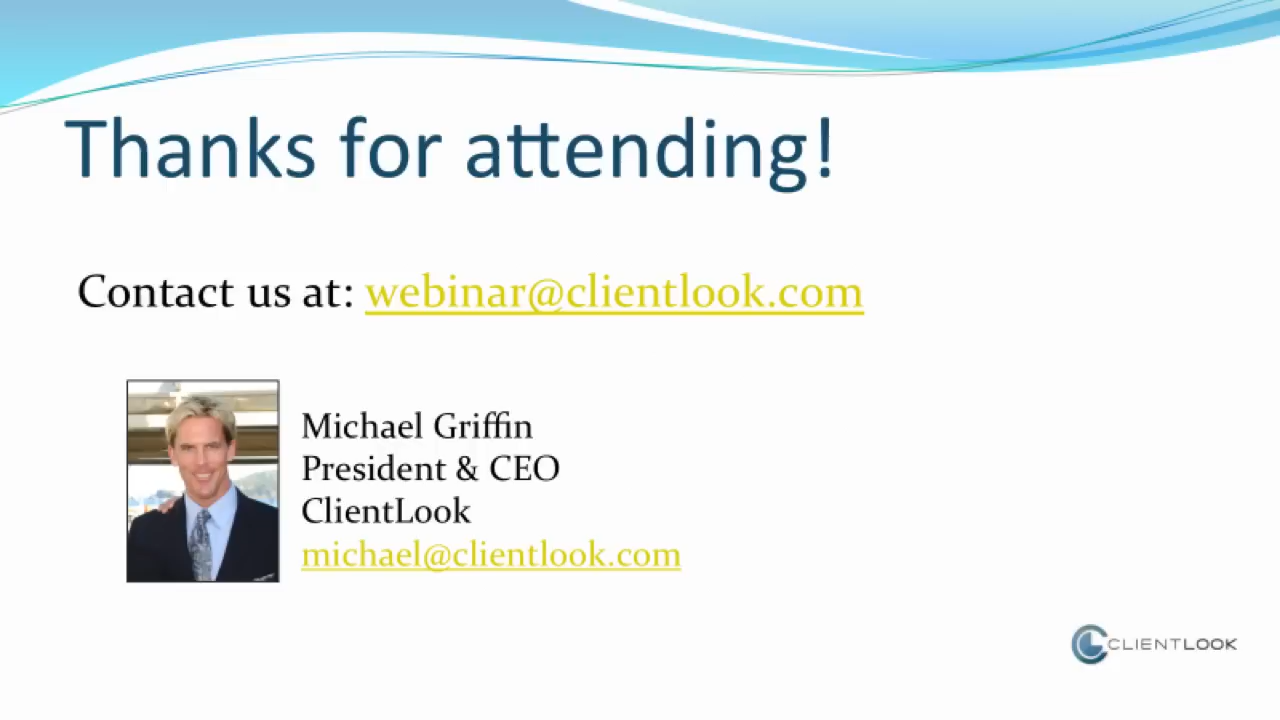 Thanks for attending!
Contact us at: webinar@clientlook.com
Michael Griffin
President & CEO
ClientLook
michael@clientlook.com
CLIENTLOOK